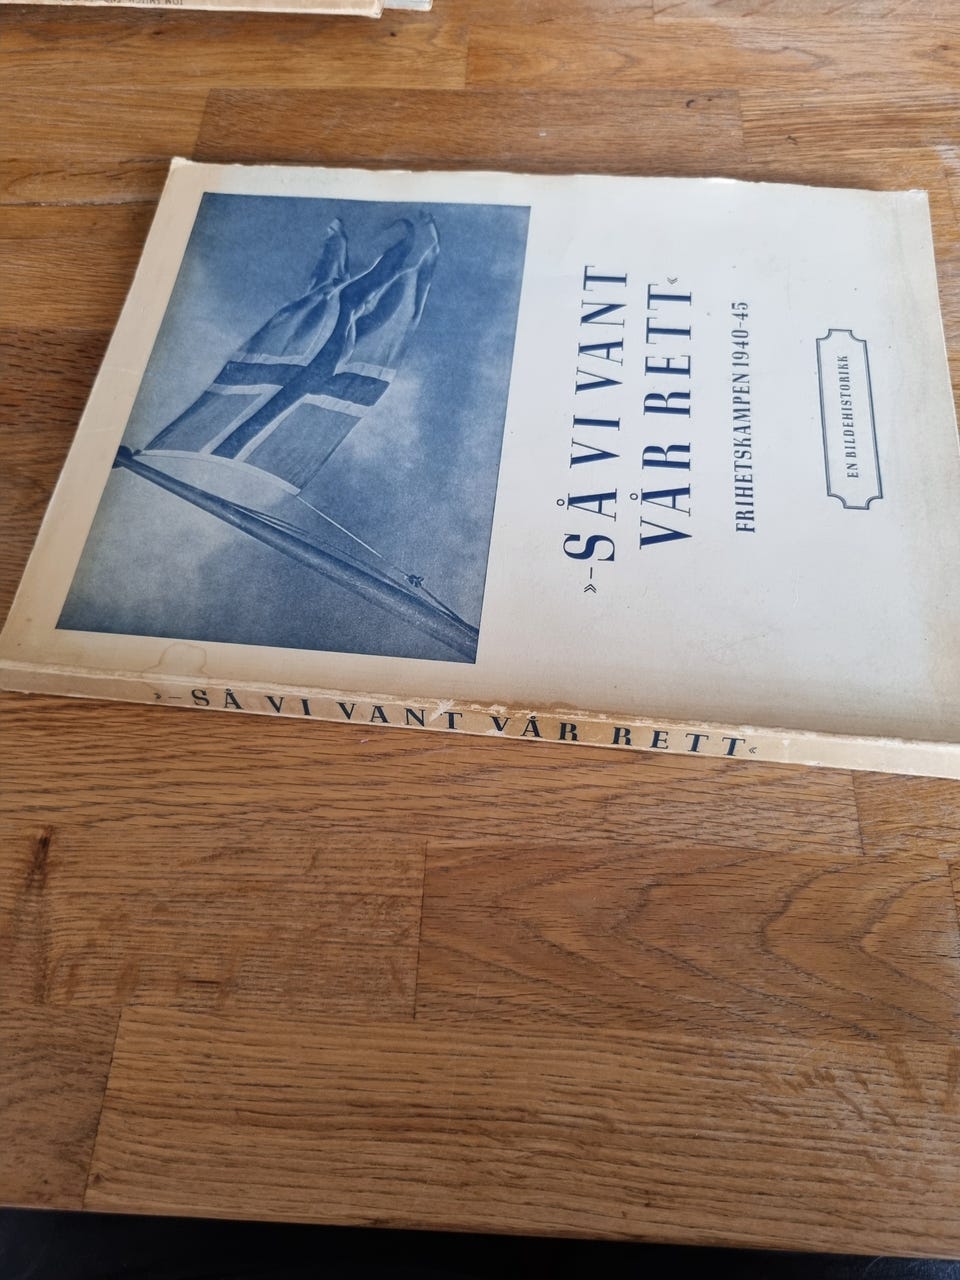 »–SÅ VI VANT
VÅR RETT«
FRIHETSKAMPEN 1940-45
EN BILDEHISTORIKK
»–SÅ VI VANT VÅR RETT«